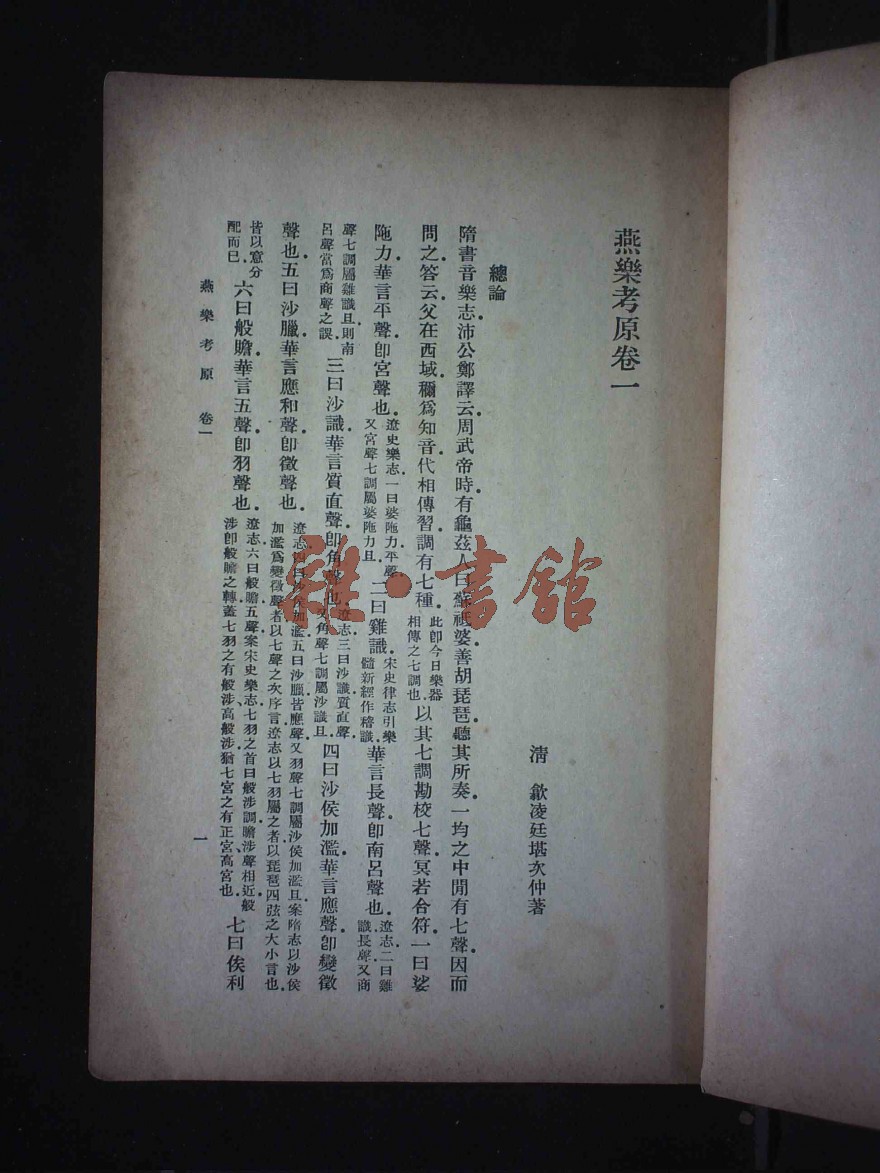 燕樂考原卷一
清 歙凌廷堪次仲著
總論
隋書音樂志沛公鄭譯云周武帝時有龜茲人曰蘇祗婆善胡琵琶聽其所奏一均之中閒有七聲因而
問之答云父在西域稱爲知音代相傳習調有七種此卽今日樂器相傳之七調也以其七調勘校七聲冥若合符一曰娑
陁力華言平聲卽宮聲也遼史樂志一曰婆陁力平聲又宮聲七調屬婆陁力旦二曰雞識宋史律志引樂髓新經作稽識華言長聲卽南呂聲也遼志二曰雞識長聲又商
聲七調屬雞識旦則南呂聲當爲商聲之誤三曰沙識華言質直聲卽角聲也遼志三曰沙識質直聲又角聲七調屬沙識旦四曰沙侯加濫華言應聲卽變徵
聲也五曰沙臘華言應和聲卽徵聲也遼志四曰沙侯加濫五曰沙臘皆應聲又羽聲七調屬沙侯加濫旦案隋志以沙侯加濫爲變徵聲者以七聲之次序言遼志以七羽屬之者以琵琶四弦之大小言也
皆以意分配而已六曰般贍華言五聲卽羽聲也遼志六曰般贍五聲案宋史樂志七羽之首曰般涉調贍涉聲相近般涉卽般贍之轉蓋七羽之有般涉高般涉猶七宮之有正宮高宮也七曰俟利
燕樂考原 卷一
一
雜·書館